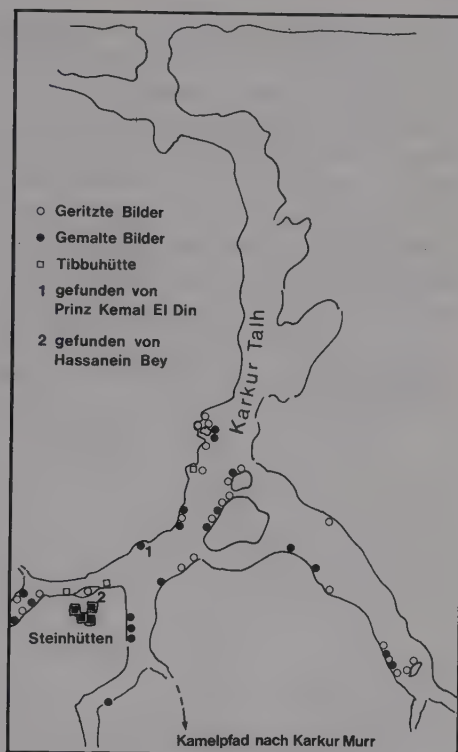 ○ Geritzte Bilder
● Gemalte Bilder
□ Tibbuhütte
1 gefunden von
Prinz Kemal El Din
2 gefunden von
Hassanein Bey
Karkur Talh
1
2
Steinhütten
Kamelpfad nach Karkur Murr